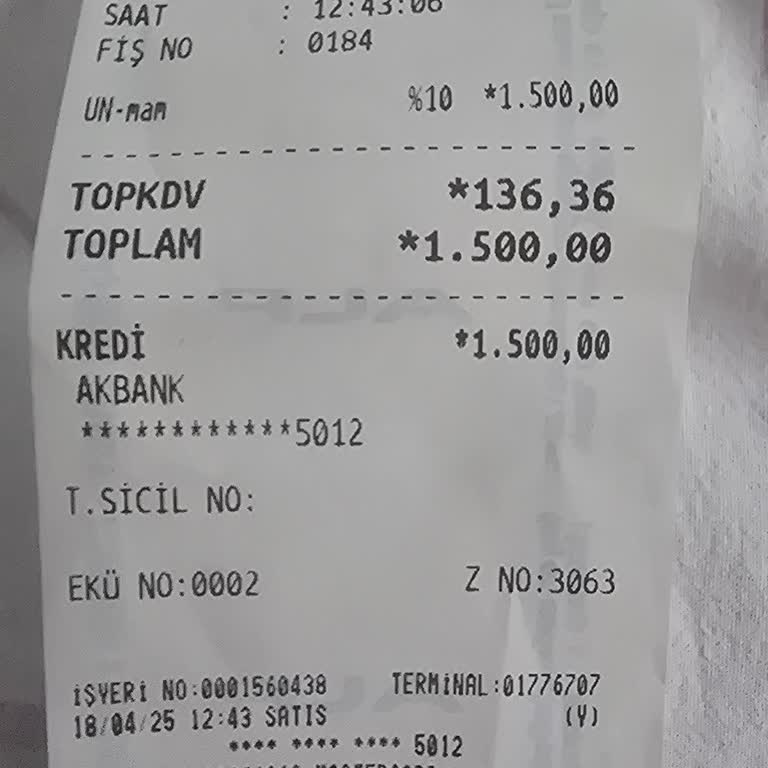 SAAT : 12:43:06
FİŞ NO : 0184
UN-mam %10 *1.500,00
TOPKDV *136,36
TOPLAM *1.500,00
KREDİ *1.500,00
AKBANK
************5012
T.SİCİL NO:
EKÜ NO:0002 Z NO:3063
İŞYERİ NO:0001560438 TERMİNAL:01776707
18/04/25 12:43 SATIS (Y)
**** **** **** 5012